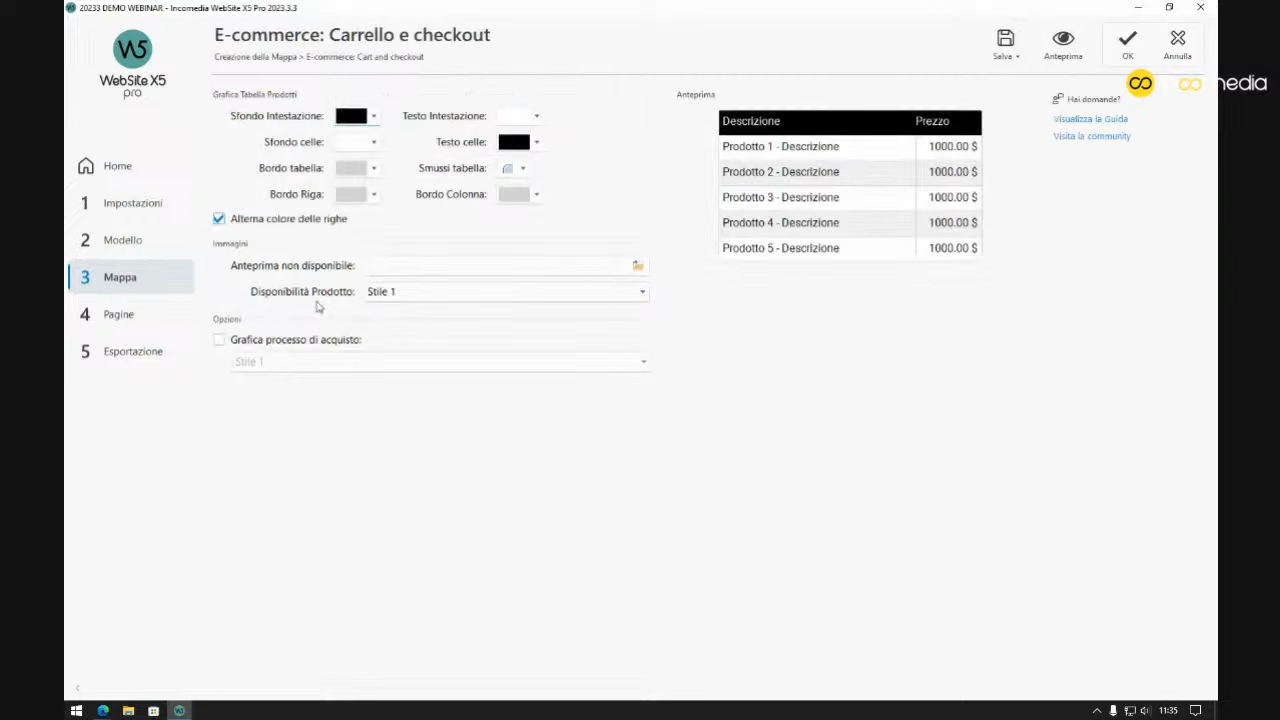 20233 DEMO WEBINAR - Incomedia WebSite X5 Pro 2023.3.3
W5
WebSite X5
pro
E-commerce: Carrello e checkout
Creazione della Mappa > E-commerce: Cart and checkout
Salva
Anteprima
OK
Annulla
Home
1 Impostazioni
2 Modello
3 Mappa
4 Pagine
5 Esportazione
Grafica Tabella Prodotti
Sfondo Intestazione:
Testo Intestazione:
Sfondo celle:
Testo celle:
Bordo tabella:
Smussi tabella:
Bordo Riga:
Bordo Colonna:
Alterna colore delle righe
Immagini
Anteprima non disponibile:
Disponibilità Prodotto: Stile 1
Opzioni
Grafica processo di acquisto:
Stile 1
Anteprima
Descrizione Prezzo
Prodotto 1 - Descrizione 1000.00 $
Prodotto 2 - Descrizione 1000.00 $
Prodotto 3 - Descrizione 1000.00 $
Prodotto 4 - Descrizione 1000.00 $
Prodotto 5 - Descrizione 1000.00 $
Hai domande?
Visualizza la Guida
Visita la community
11:35